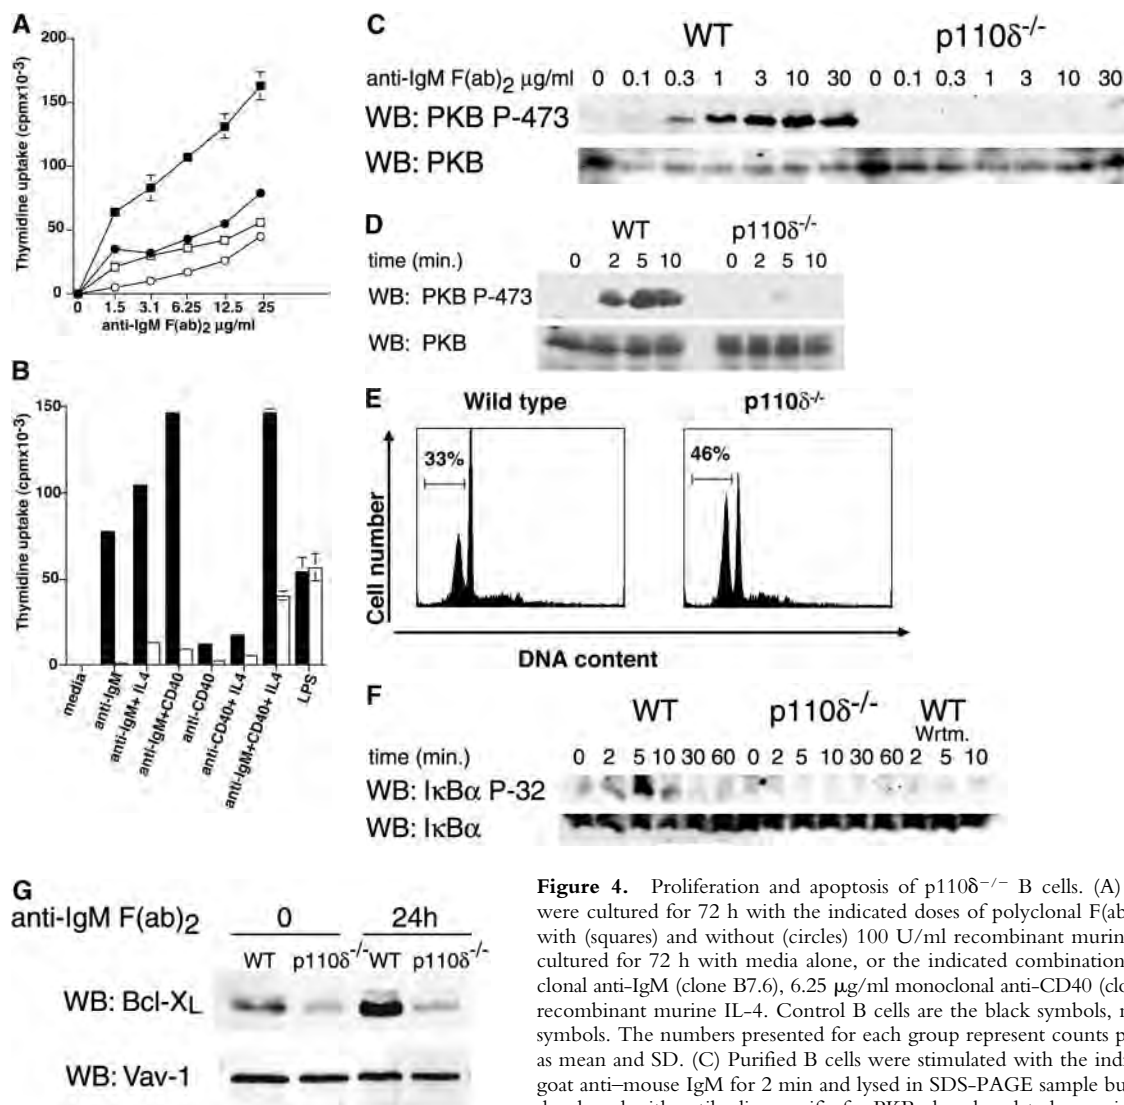 A
Thymidine uptake (cpmx10-3)
200
150
100
50
0
0 1.5 3.1 6.25 12.5 25
anti-IgM F(ab)2 µg/ml
B
Thymidine uptake (cpmx10-3)
150
100
50
0
media
anti-IgM
anti-IgM+ IL4
anti-IgM+CD40
anti-CD40
anti-CD40+ IL4
anti-IgM+CD40+ IL4
LPS
C
WT p110δ-/-
anti-IgM F(ab)2 µg/ml 0 0.1 0.3 1 3 10 30 0 0.1 0.3 1 3 10 30
WB: PKB P-473
WB: PKB
D
WT p110δ-/-
time (min.) 0 2 5 10 0 2 5 10
WB: PKB P-473
WB: PKB
E
Wild type p110δ-/-
33% 46%
Cell number
DNA content
F
WT p110δ-/- WT
Wrtm.
time (min.) 0 2 5 10 30 60 0 2 5 10 30 60 2 5 10
WB: IκBα P-32
WB: IκBα
G
anti-IgM F(ab)2 0 24h
WT p110δ-/- WT p110δ-/-
WB: Bcl-XL
WB: Vav-1
Figure 4. Proliferation and apoptosis of p110δ−/− B cells. (A)
were cultured for 72 h with the indicated doses of polyclonal F(ab
with (squares) and without (circles) 100 U/ml recombinant murin
cultured for 72 h with media alone, or the indicated combination
clonal anti-IgM (clone B7.6), 6.25 µg/ml monoclonal anti-CD40 (clo
recombinant murine IL-4. Control B cells are the black symbols,
symbols. The numbers presented for each group represent counts p
as mean and SD. (C) Purified B cells were stimulated with the indi
goat anti–mouse IgM for 2 min and lysed in SDS-PAGE sample bu